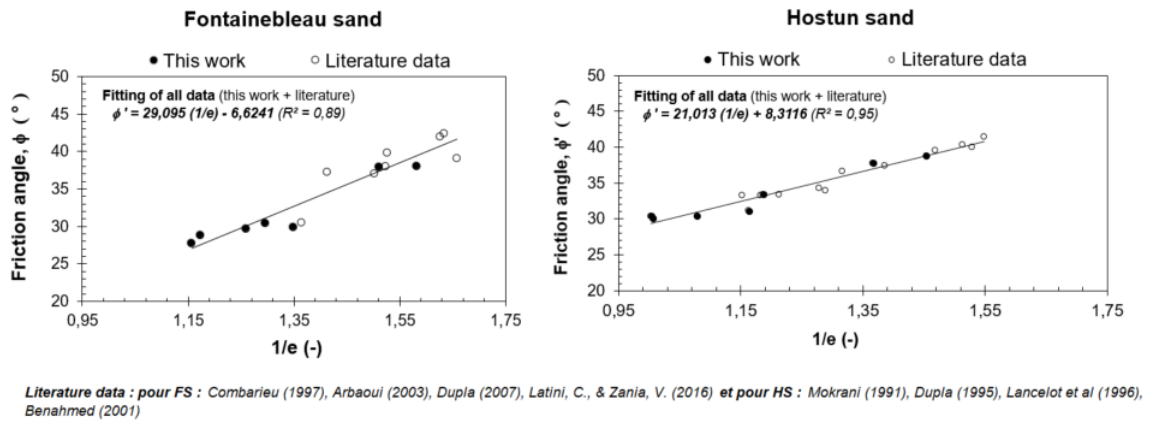 Fontainebleau sand
● This work ○ Literature data
Fitting of all data (this work + literature)
ϕ ' = 29,095 (1/e) - 6,6241 (R² = 0,89)
Friction angle, ϕ ( ° )
50
45
40
35
30
25
20
0,95 1,15 1,35 1,55 1,75
1/e (-)
Hostun sand
● This work ○ Literature data
Fitting of all data (this work + literature)
ϕ ' = 21,013 (1/e) + 8,3116 (R² = 0,95)
Friction angle, ϕ' ( ° )
50
45
40
35
30
25
20
0,95 1,15 1,35 1,55 1,75
1/e (-)
Literature data : pour FS : Combarieu (1997), Arbaoui (2003), Dupla (2007), Latini, C., & Zania, V. (2016) et pour HS : Mokrani (1991), Dupla (1995), Lancelot et al (1996),
Benahmed (2001)